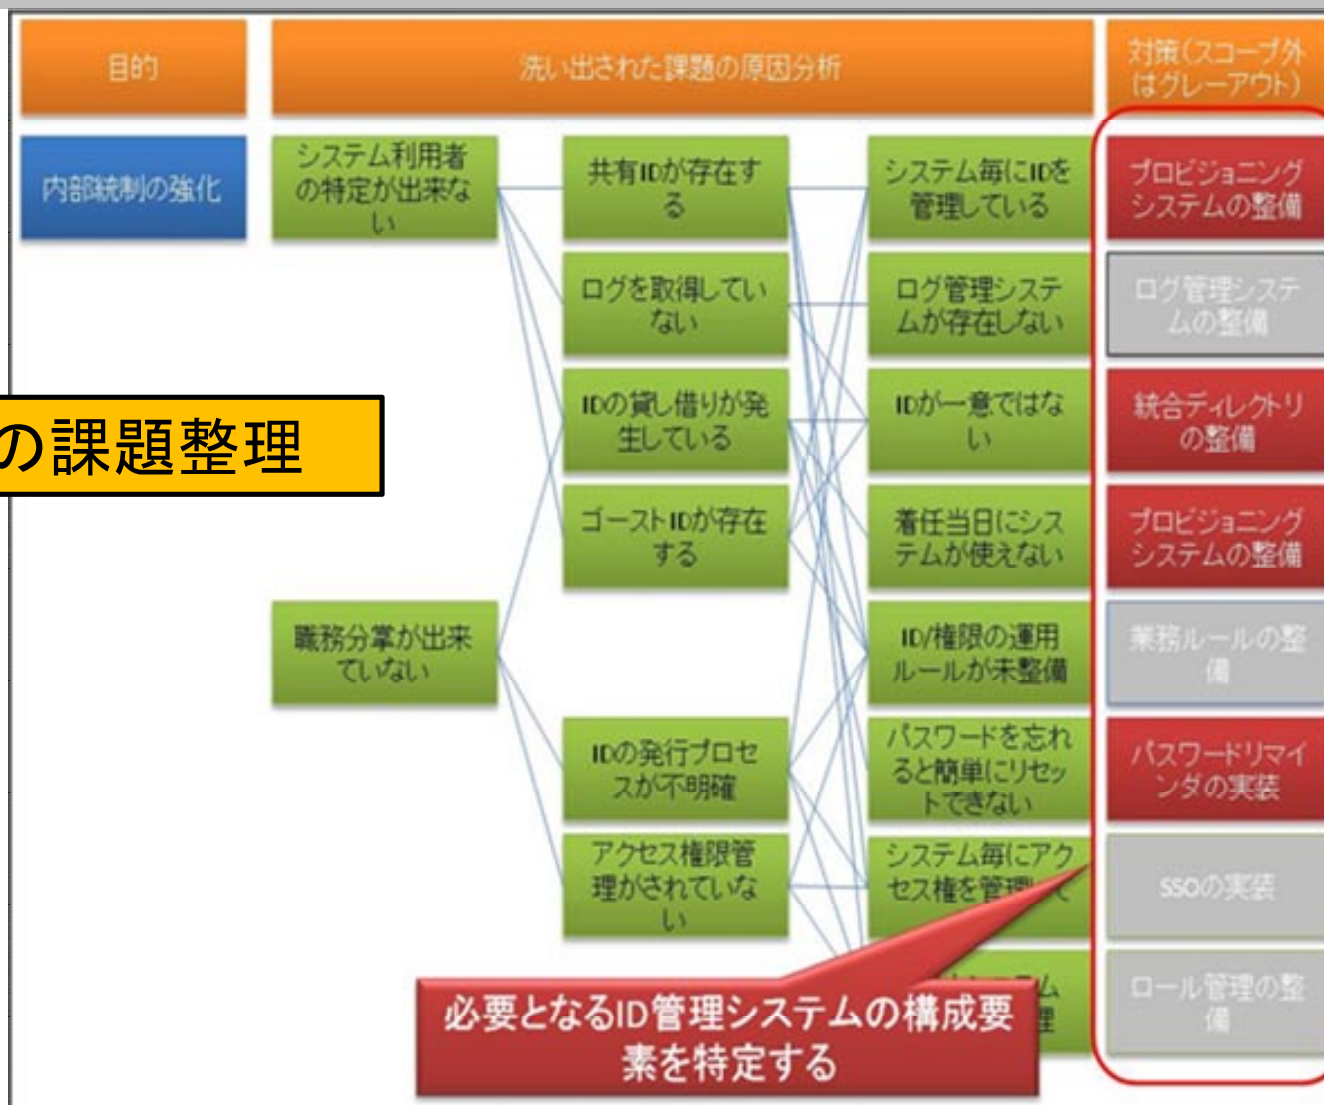 目的
洗い出された課題の原因分析
対策(スコープ外
はグレーアウト)
内部統制の強化
システム利用者
の特定が出来な
い
共有IDが存在す
る
システム毎にIDを
管理している
プロビジョニング
システムの整備
ログを取得してい
ない
ログ管理システ
ムが存在しない
ログ管理システ
ムの整備
の課題整理
IDの貸し借りが発
生している
IDが一意ではな
い
統合ディレクトリ
の整備
ゴーストIDが存在
する
着任当日にシス
テムが使えない
プロビジョニング
システムの整備
職務分掌が出来
ていない
ID/権限の運用
ルールが未整備
業務ルールの整
備
IDの発行プロセ
スが不明確
パスワードを忘れ
ると簡単にリセッ
トできない
パスワードリマイ
ンダの実装
アクセス権限管
理がされていな
い
システム毎にアク
セス権を管理
SSOの実装
ム
理
ロール管理の整
備
必要となるID管理システムの構成要
素を特定する